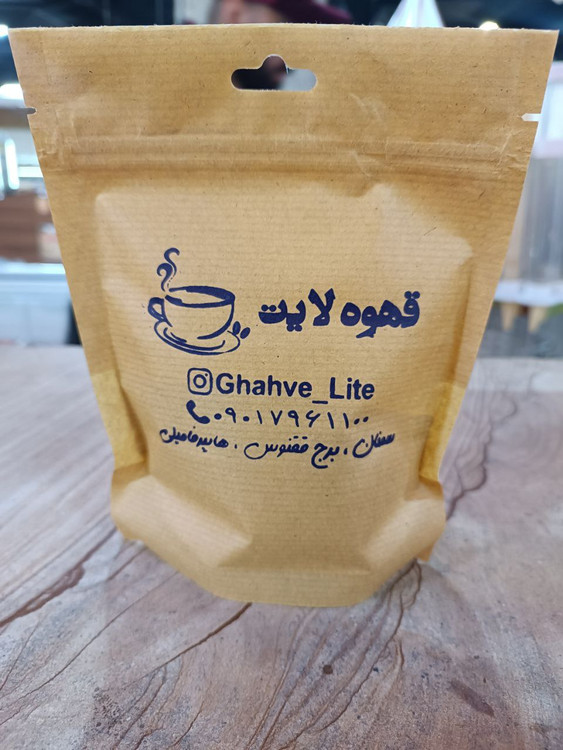 قهوه لایت
Ghahve_Lite
۰۹۰۱۷۹۶۱۱۰۰
سمنان ، برج ققنوس ، هایپرفامیلی